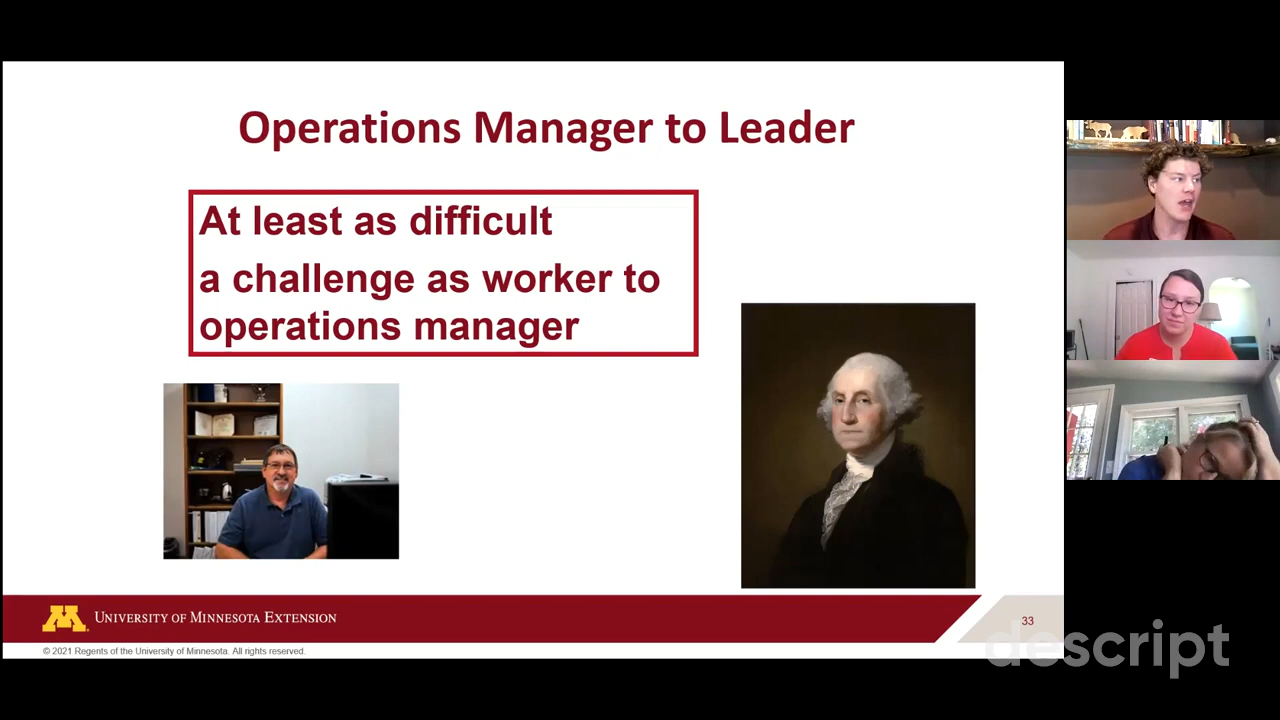 Operations Manager to Leader
At least as difficult
a challenge as worker to
operations manager
UNIVERSITY OF MINNESOTA EXTENSION
33
© 2021 Regents of the University of Minnesota. All rights reserved.
descript